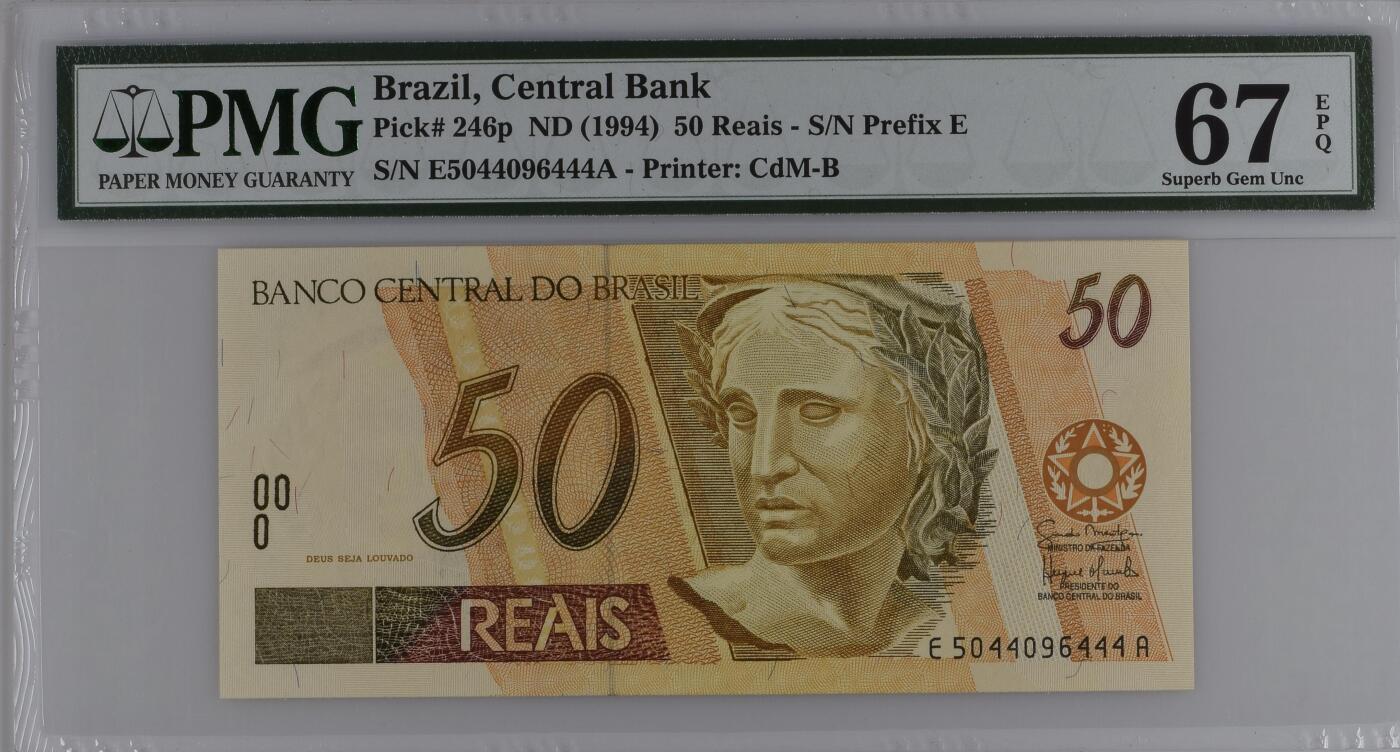 PMG
PAPER MONEY GUARANTY
Brazil, Central Bank
Pick# 246p ND (1994) 50 Reais - S/N Prefix E
S/N E5044096444A - Printer: CdM-B
67
EPQ
Superb Gem Unc
BANCO CENTRAL DO BRASIL
50
50
00
0
DEUS SEJA LOUVADO
REAIS
MINISTRO DA FAZENDA
PRESIDENTE DO
BANCO CENTRAL DO BRASIL
E 5044096444 A